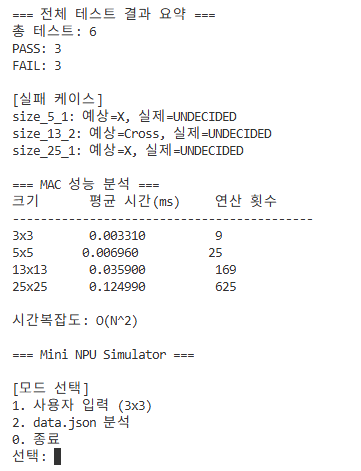 === 전체 테스트 결과 요약 ===
총 테스트: 6
PASS: 3
FAIL: 3
[실패 케이스]
size_5_1: 예상=X, 실제=UNDECIDED
size_13_2: 예상=Cross, 실제=UNDECIDED
size_25_1: 예상=X, 실제=UNDECIDED
=== MAC 성능 분석 ===
크기 평균 시간(ms) 연산 횟수
----------------------------------------
3x3 0.003310 9
5x5 0.006960 25
13x13 0.035900 169
25x25 0.124990 625
시간복잡도: O(N^2)
=== Mini NPU Simulator ===
[모드 선택]
1. 사용자 입력 (3x3)
2. data.json 분석
0. 종료
선택: